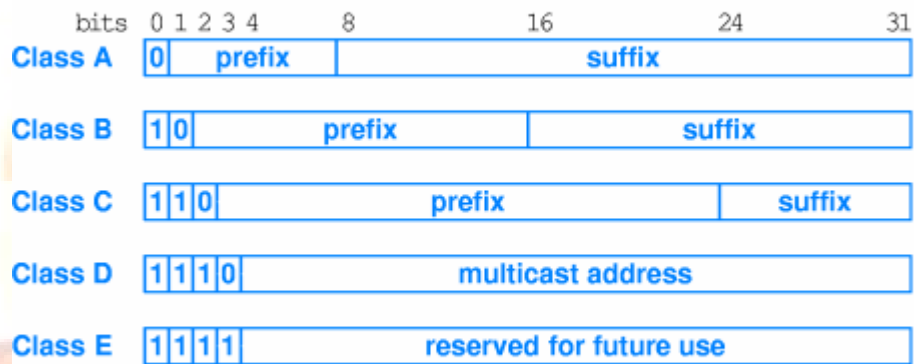 bits 0 1 2 3 4 8 16 24 31
Class A 0 prefix suffix
Class B 1 0 prefix suffix
Class C 1 1 0 prefix suffix
Class D 1 1 1 0 multicast address
Class E 1 1 1 1 reserved for future use